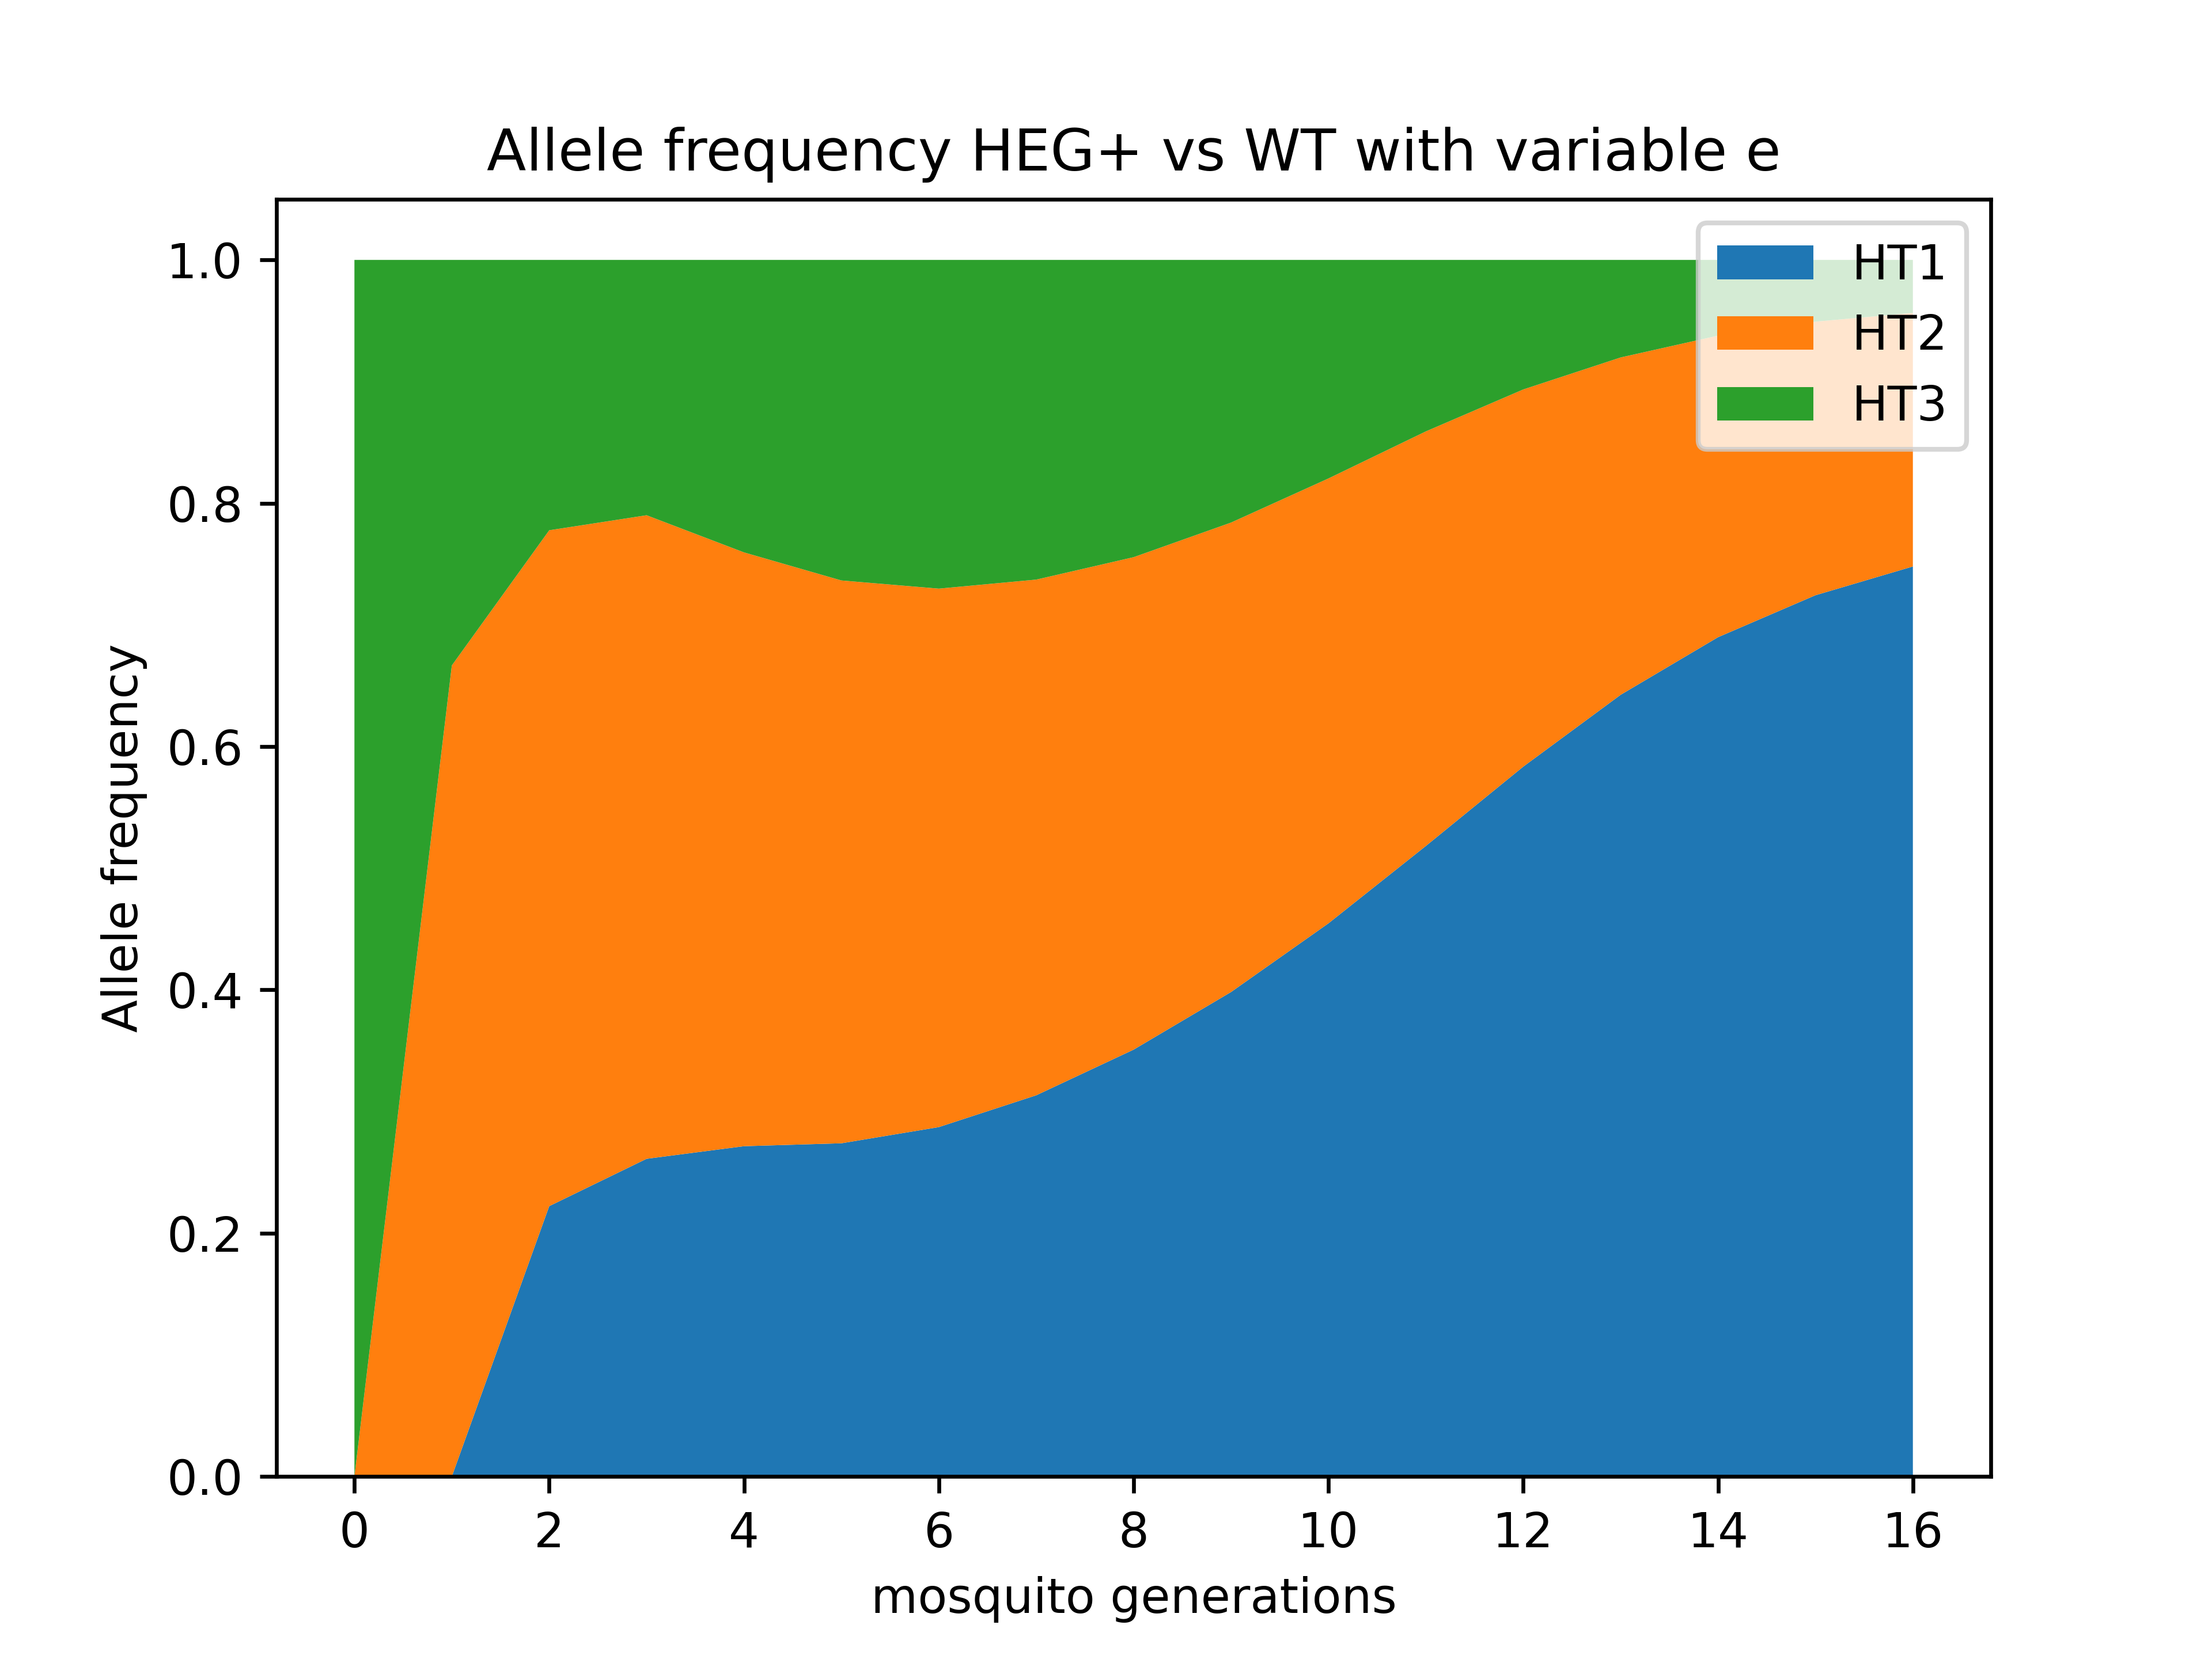 Allele frequency HEG+ vs WT with variable e
HT1
HT2
HT3
1.0
0.8
0.6
0.4
0.2
0.0
Allele frequency
0 2 4 6 8 10 12 14 16
mosquito generations